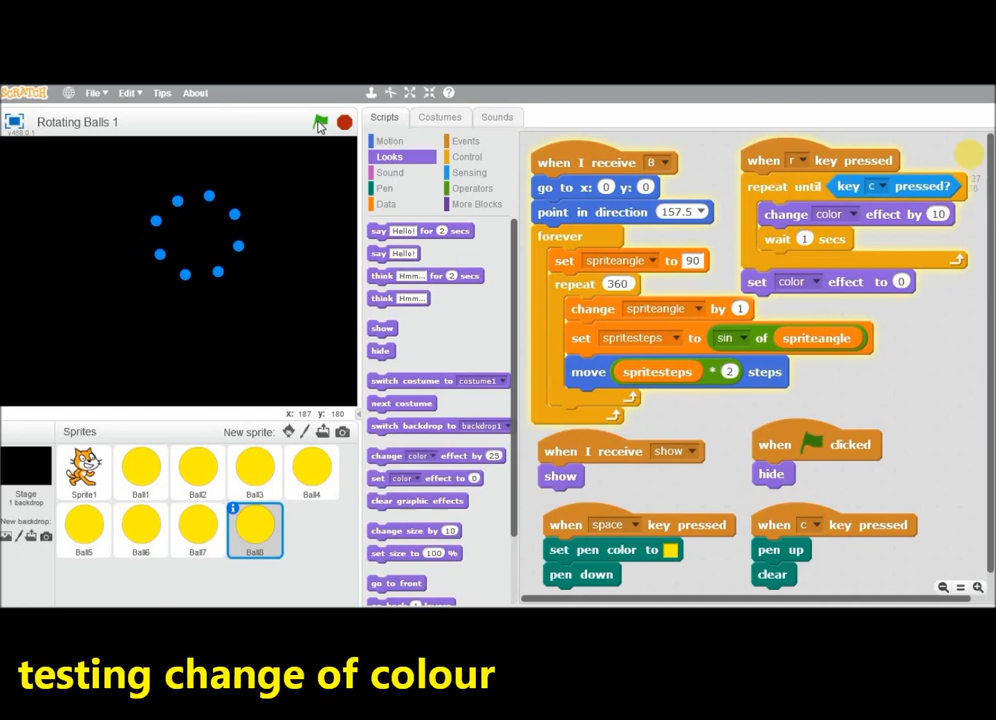 SCRATCH File Edit Tips About
Rotating Balls 1
v458.0.1
x: 187 y: 180
Sprites New sprite:
Stage
1 backdrop
New backdrop:
Sprite1 Ball1 Ball2 Ball3 Ball4
Ball5 Ball6 Ball7 Ball8
Scripts Costumes Sounds
Motion Events
Looks Control
Sound Sensing
Pen Operators
Data More Blocks
say Hello! for 2 secs
say Hello!
think Hmm... for 2 secs
think Hmm...
show
hide
switch costume to costume1
next costume
switch backdrop to backdrop1
change color effect by 25
set color effect to 0
clear graphic effects
change size by 10
set size to 100 %
go to front
when I receive 8
go to x: 0 y: 0
point in direction 157.5
forever
set spriteangle to 90
repeat 360
change spriteangle by 1
set spritesteps to sin of spriteangle
move spritesteps * 2 steps
when r key pressed
repeat until key c pressed?
change color effect by 10
wait 1 secs
set color effect to 0
when I receive show
show
when clicked
hide
when space key pressed
set pen color to
pen down
when c key pressed
pen up
clear
testing change of colour